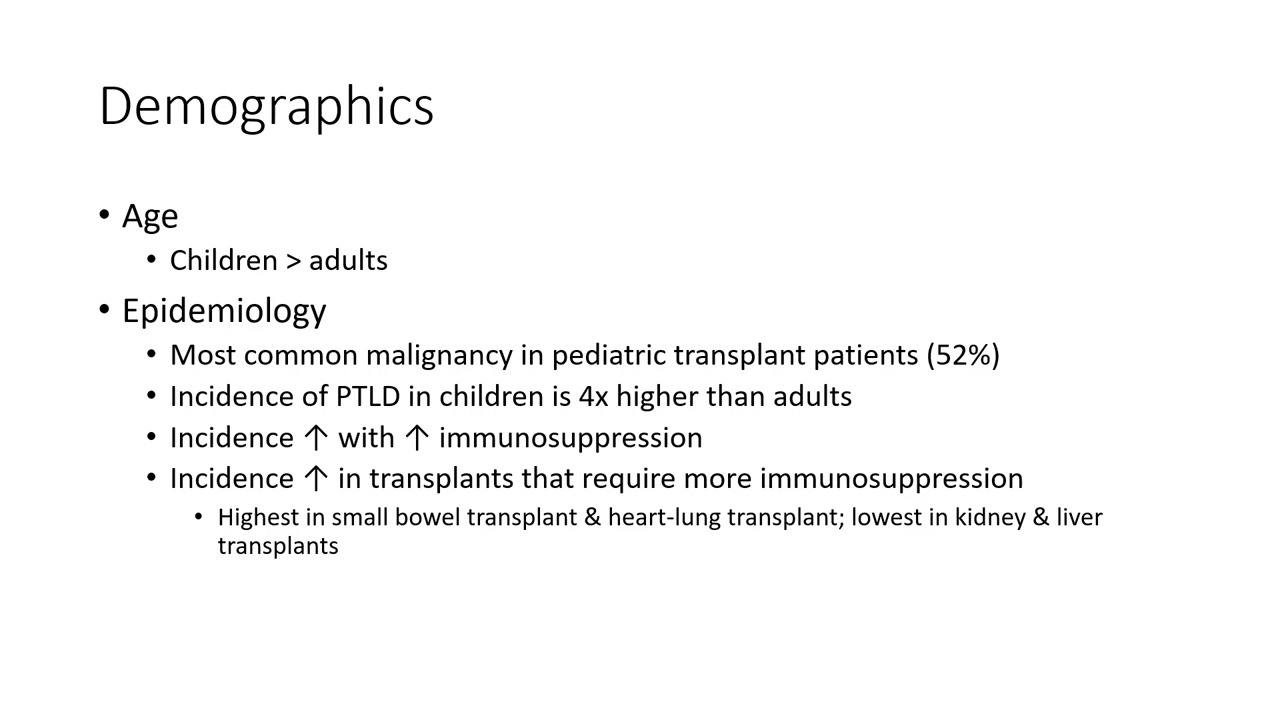 Demographics
• Age
• Children > adults
• Epidemiology
• Most common malignancy in pediatric transplant patients (52%)
• Incidence of PTLD in children is 4x higher than adults
• Incidence ↑ with ↑ immunosuppression
• Incidence ↑ in transplants that require more immunosuppression
• Highest in small bowel transplant & heart-lung transplant; lowest in kidney & liver
transplants